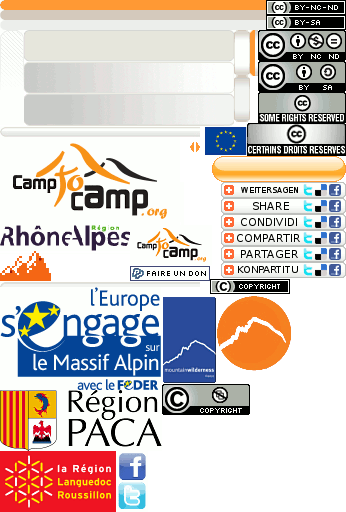 BY-NC-ND
BY-SA
BY NC ND
BY SA
SOME RIGHTS RESERVED
CERTAINS DROITS RESERVES
Camp to camp
.org
WEITERSAGEN
SHARE
CONDIVIDI
COMPARTIR
PARTAGER
KONPARTITU
Région
RhôneAlpes
Camp to camp
.org
FAIRE UN DON
COPYRIGHT
l'Europe
s'engage
sur
le Massif Alpin
avec le FEDER
mountainwilderness
COPYRIGHT
Région
PACA
la Région
Languedoc
Roussillon